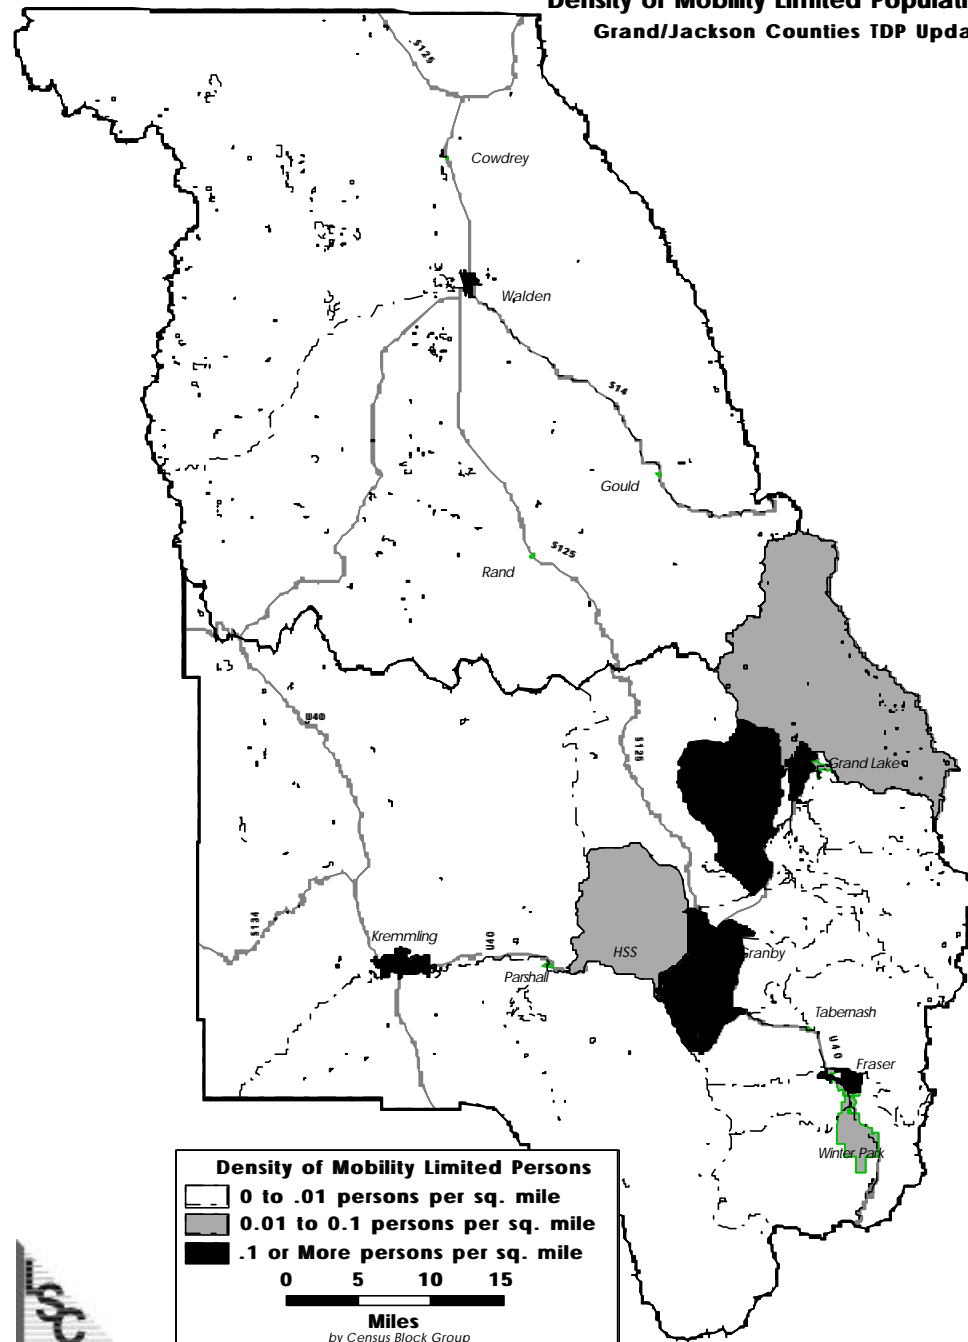 Density of Mobility Limited Populati
Grand/Jackson Counties TDP Upda
S125
Cowdrey
Walden
S14
Gould
S125
Rand
U40
S125
Grand Lake
S134
Kremmling
U40
HSS
Granby
Parshall
Tabernash
U40
Fraser
Winter Park
Density of Mobility Limited Persons
0 to .01 persons per sq. mile
0.01 to 0.1 persons per sq. mile
.1 or More persons per sq. mile
0 5 10 15
Miles
by Census Block Group
LSC